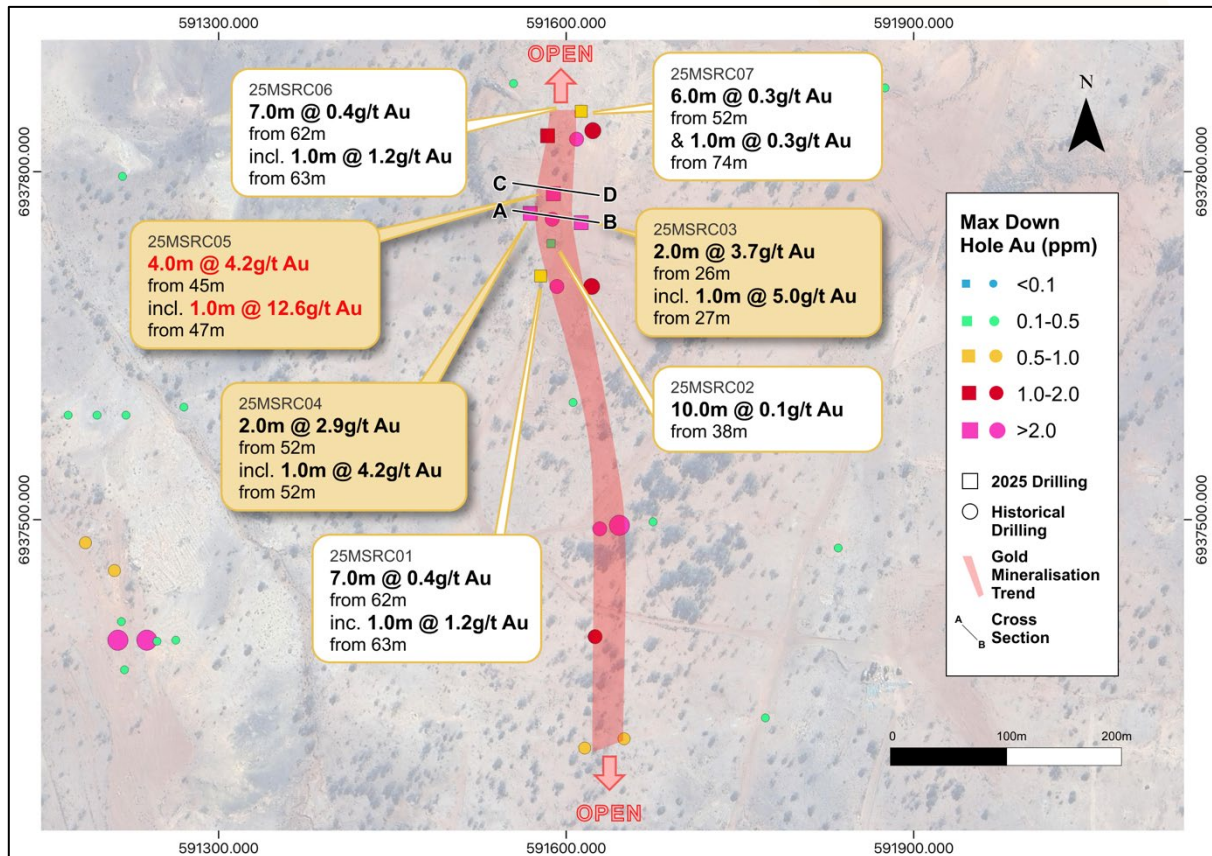 591300.000
591600.000
591900.000
OPEN
25MSRC06
7.0m @ 0.4g/t Au
from 62m
incl. 1.0m @ 1.2g/t Au
from 63m
25MSRC07
6.0m @ 0.3g/t Au
from 52m
& 1.0m @ 0.3g/t Au
from 74m
N
6937800.000
6937800.000
C
D
A
B
25MSRC05
4.0m @ 4.2g/t Au
from 45m
incl. 1.0m @ 12.6g/t Au
from 47m
25MSRC03
2.0m @ 3.7g/t Au
from 26m
incl. 1.0m @ 5.0g/t Au
from 27m
25MSRC04
2.0m @ 2.9g/t Au
from 52m
incl. 1.0m @ 4.2g/t Au
from 52m
25MSRC02
10.0m @ 0.1g/t Au
from 38m
25MSRC01
7.0m @ 0.4g/t Au
from 62m
inc. 1.0m @ 1.2g/t Au
from 63m
6937500.000
6937500.000
Max Down
Hole Au (ppm)
<0.1
0.1-0.5
0.5-1.0
1.0-2.0
>2.0
2025 Drilling
Historical
Drilling
Gold
Mineralisation
Trend
A
B
Cross
Section
0
100m
200m
OPEN
591300.000
591600.000
591900.000